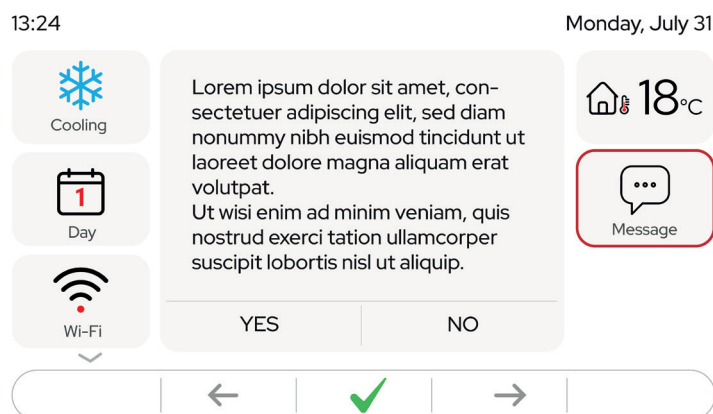 13:24
Monday, July 31
Cooling
1
Day
Wi-Fi
Lorem ipsum dolor sit amet, con-
sectetuer adipiscing elit, sed diam
nonummy nibh euismod tincidunt ut
laoreet dolore magna aliquam erat
volutpat.
Ut wisi enim ad minim veniam, quis
nostrud exerci tation ullamcorper
suscipit lobortis nisl ut aliquip.
YES
NO
18°C
Message